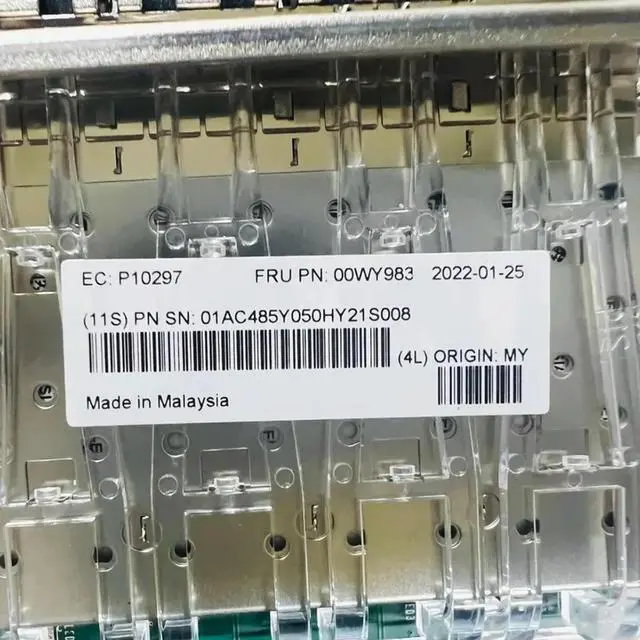 EC: P10297 FRU PN: 00WY983 2022-01-25
(11S) PN SN: 01AC485Y050HY21S008
(4L) ORIGIN: MY
Made in Malaysia